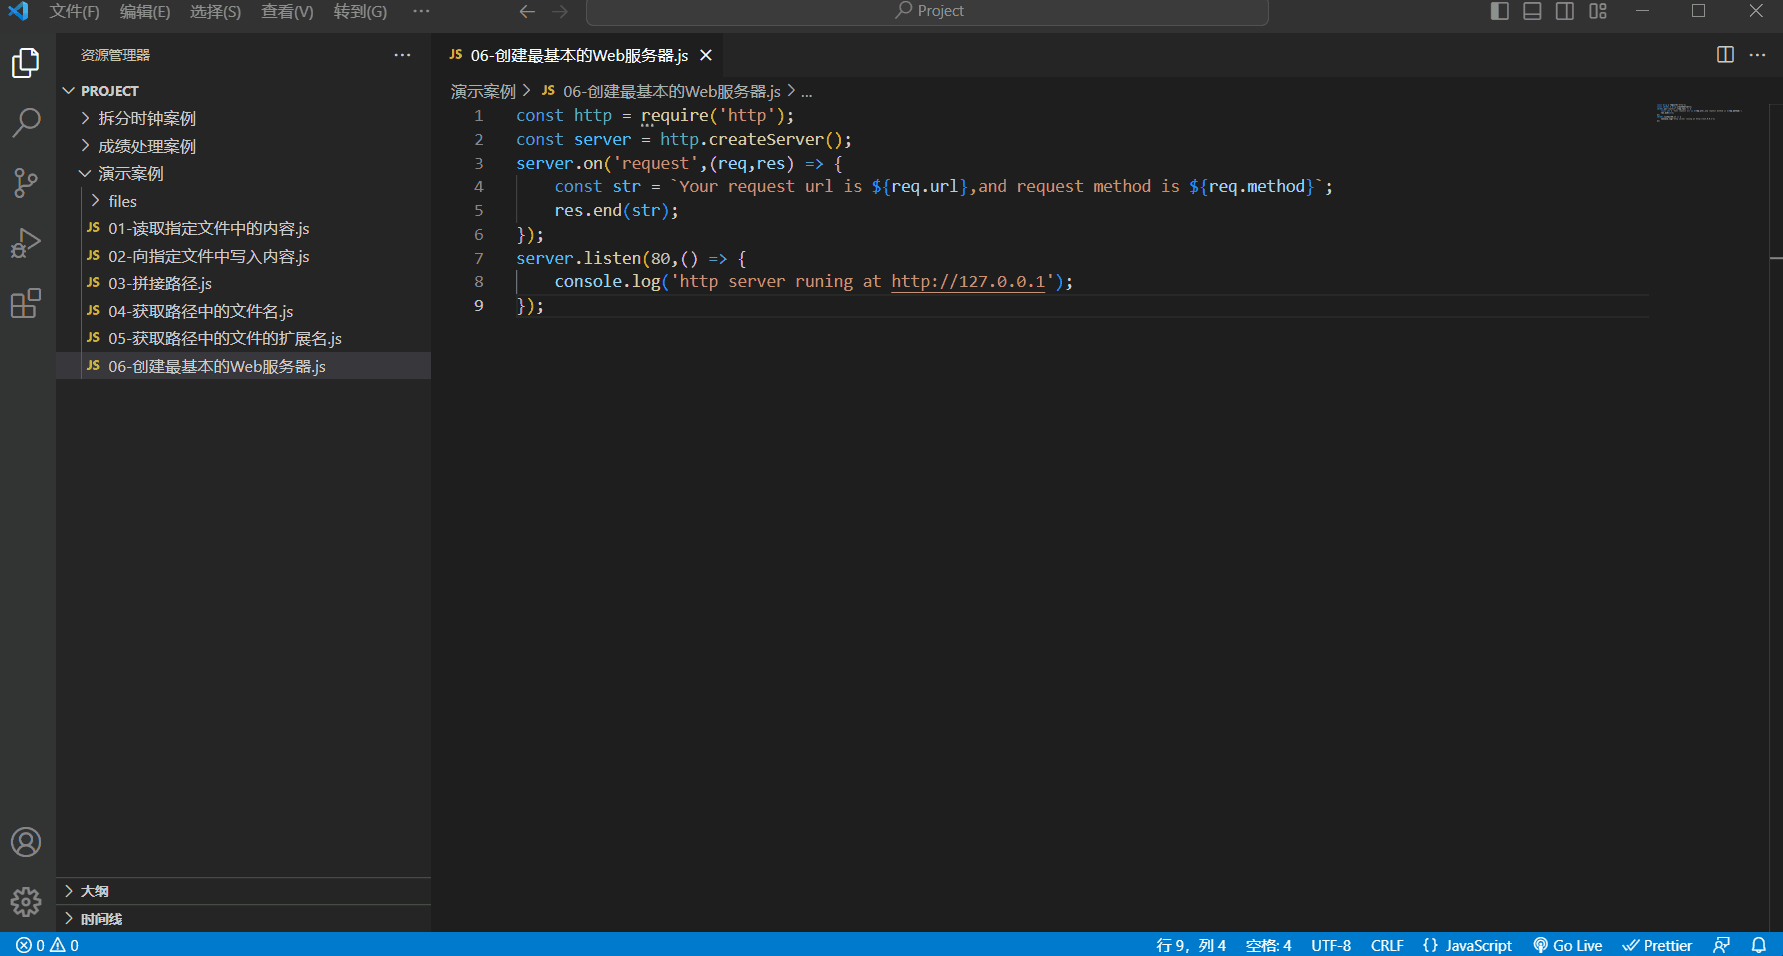 文件(F) 编辑(E) 选择(S) 查看(V) 转到(G) ··· Project
资源管理器 ···
PROJECT
拆分时钟案例
成绩处理案例
演示案例
files
JS 01-读取指定文件中的内容.js
JS 02-向指定文件中写入内容.js
JS 03-拼接路径.js
JS 04-获取路径中的文件名.js
JS 05-获取路径中的文件的扩展名.js
JS 06-创建最基本的Web服务器.js
大纲
时间线
JS 06-创建最基本的Web服务器.js
演示案例 > JS 06-创建最基本的Web服务器.js > ...
1 const http = require('http');
2 const server = http.createServer();
3 server.on('request',(req,res) => {
4 const str = `Your request url is ${req.url},and request method is ${req.method}`;
5 res.end(str);
6 });
7 server.listen(80,() => {
8 console.log('http server runing at http://127.0.0.1');
9 });
0 0 行 9，列 4 空格: 4 UTF-8 CRLF {} JavaScript Go Live Prettier